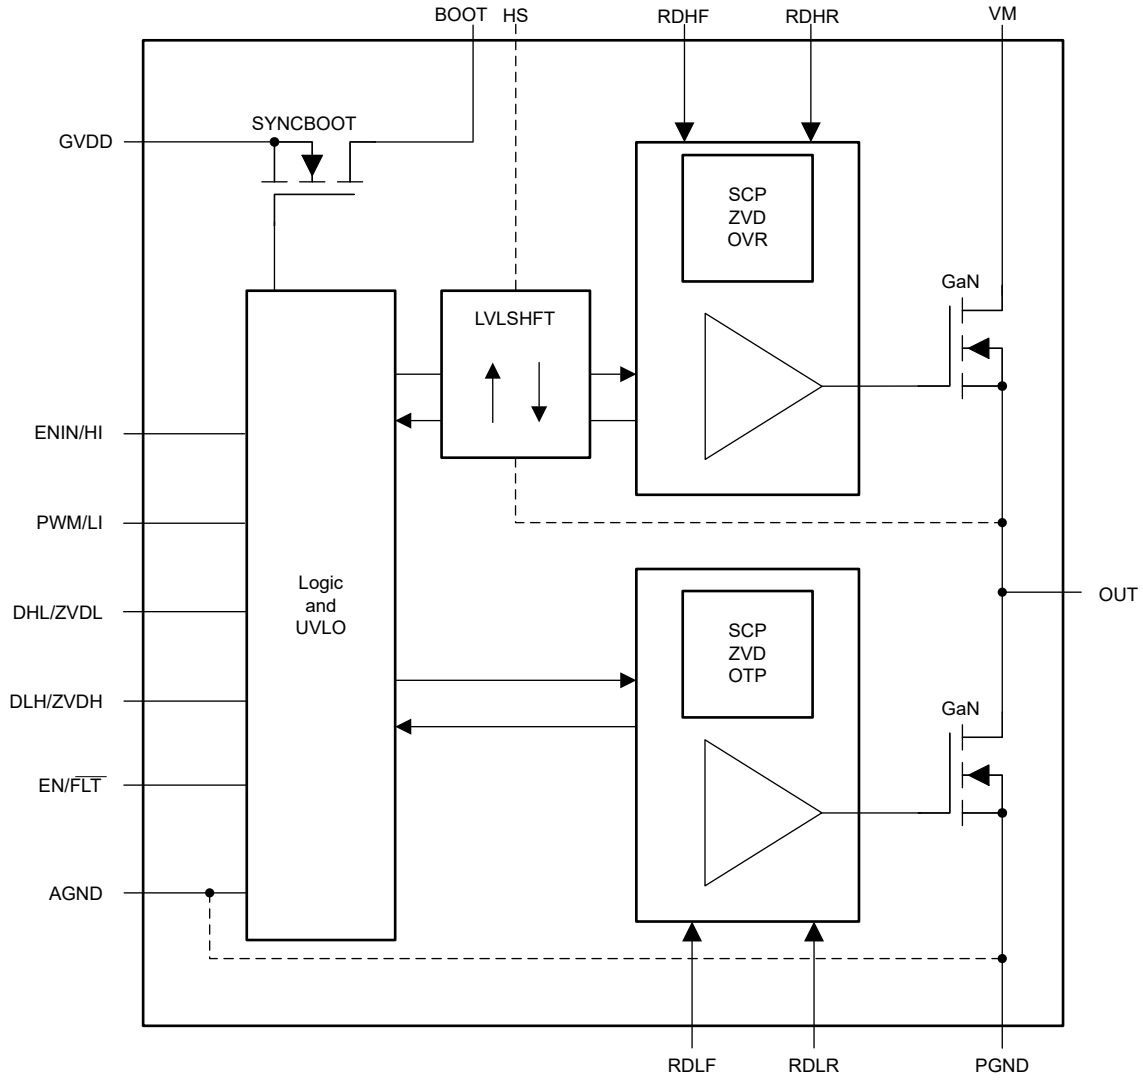 BOOT
HS
RDHF
RDHR
VM
GVDD
SYNCBOOT
SCP
ZVD
OVR
GaN
LVLSHFT
ENIN/HI
PWM/LI
Logic
and
UVLO
DHL/ZVDL
OUT
SCP
ZVD
OTP
DLH/ZVDH
GaN
EN/F̅L̅T̅
AGND
RDLF
RDLR
PGND